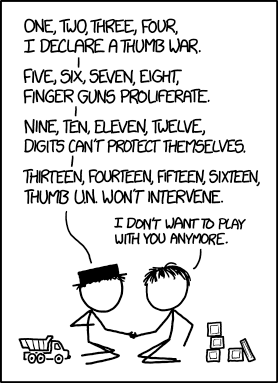 ONE, TWO, THREE, FOUR,
I DECLARE A THUMB WAR.
FIVE, SIX, SEVEN, EIGHT,
FINGER GUNS PROLIFERATE.
NINE, TEN, ELEVEN, TWELVE,
DIGITS CAN'T PROTECT THEMSELVES.
THIRTEEN, FOURTEEN, FIFTEEN, SIXTEEN,
THUMB U.N. WON'T INTERVENE.
I DON'T WANT TO PLAY
WITH YOU ANYMORE.